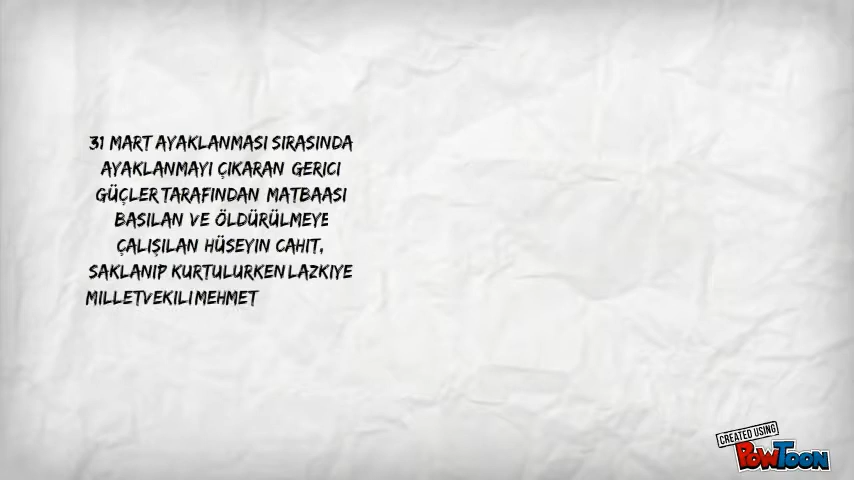 31 MART AYAKLANMASI SIRASINDA
AYAKLANMAYI ÇIKARAN GERICI
GÜÇLER TARAFINDAN MATBAASI
BASILAN VE ÖLDÜRÜLMEYE
ÇALIŞILAN HÜSEYIN CAHIT,
SAKLANIP KURTULURKEN LAZKIYE
MILLETVEKILI MEHMET
CREATED USING
POWTOON